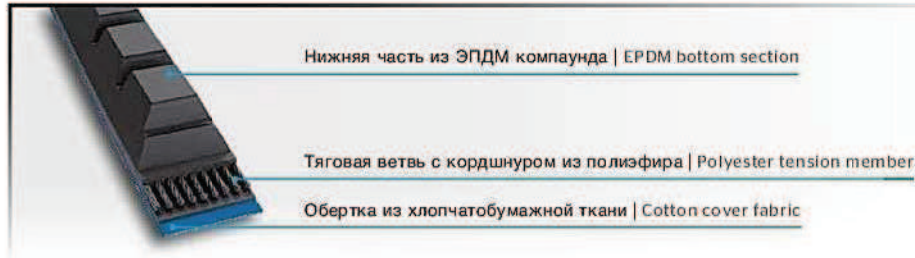 Нижняя часть из ЭПДМ компаунда | EPDM bottom section
Тяговая ветвь с кордшнуром из полиэфира | Polyester tension member
Обертка из хлопчатобумажной ткани | Cotton cover fabric